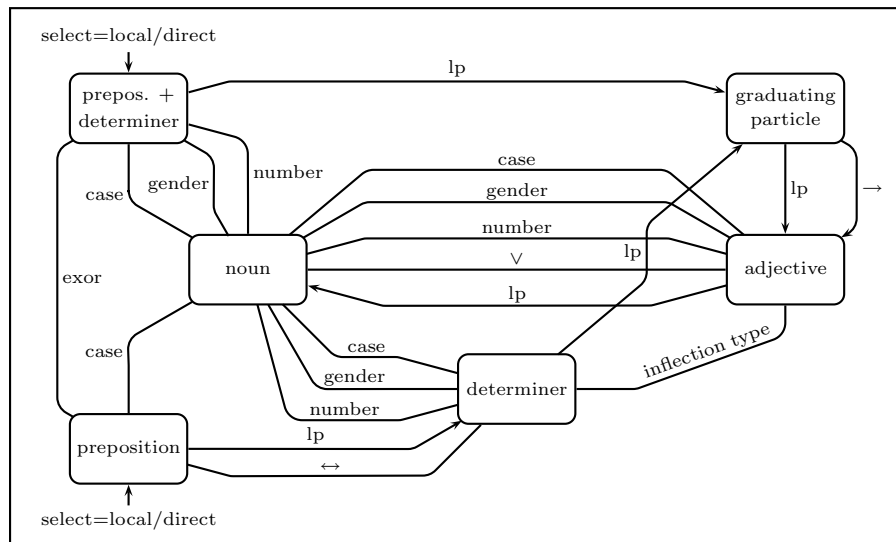 select=local/direct
prepos. +
determiner
lp
graduating
particle
case
gender
number
case
gender
lp
→
number
noun
lp
∨
adjective
exor
lp
case
case
inflection type
gender
determiner
number
lp
preposition
↔
select=local/direct